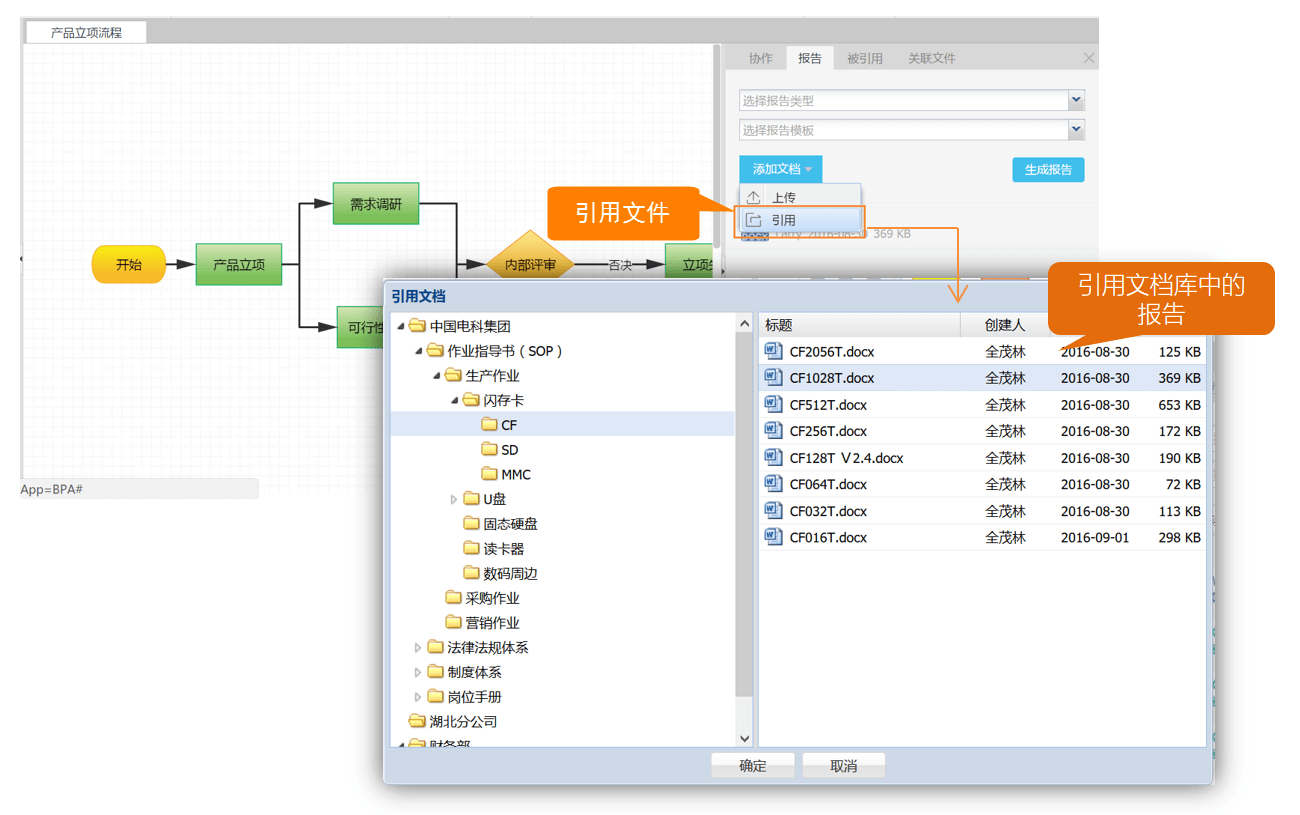 产品立项流程
协作 报告 被引用 关联文件
选择报告类型
选择报告模板
添加文档 生成报告
上传
引用
docx Larry 2016-08-30 369 KB
引用文件
需求调研
开始
产品立项
内部评审
否决
立项
可行性
App=BPA#
引用文档库中的
报告
引用文档
中国电科集团
作业指导书（SOP）
生产作业
闪存卡
CF
SD
MMC
U盘
固态硬盘
读卡器
数码周边
采购作业
营销作业
法律法规体系
制度体系
岗位手册
湖北分公司
财务部
标题 创建人
CF2056T.docx 全茂林 2016-08-30 125 KB
CF1028T.docx 全茂林 2016-08-30 369 KB
CF512T.docx 全茂林 2016-08-30 653 KB
CF256T.docx 全茂林 2016-08-30 172 KB
CF128T V2.4.docx 全茂林 2016-08-30 190 KB
CF064T.docx 全茂林 2016-08-30 72 KB
CF032T.docx 全茂林 2016-08-30 113 KB
CF016T.docx 全茂林 2016-09-01 298 KB
确定 取消